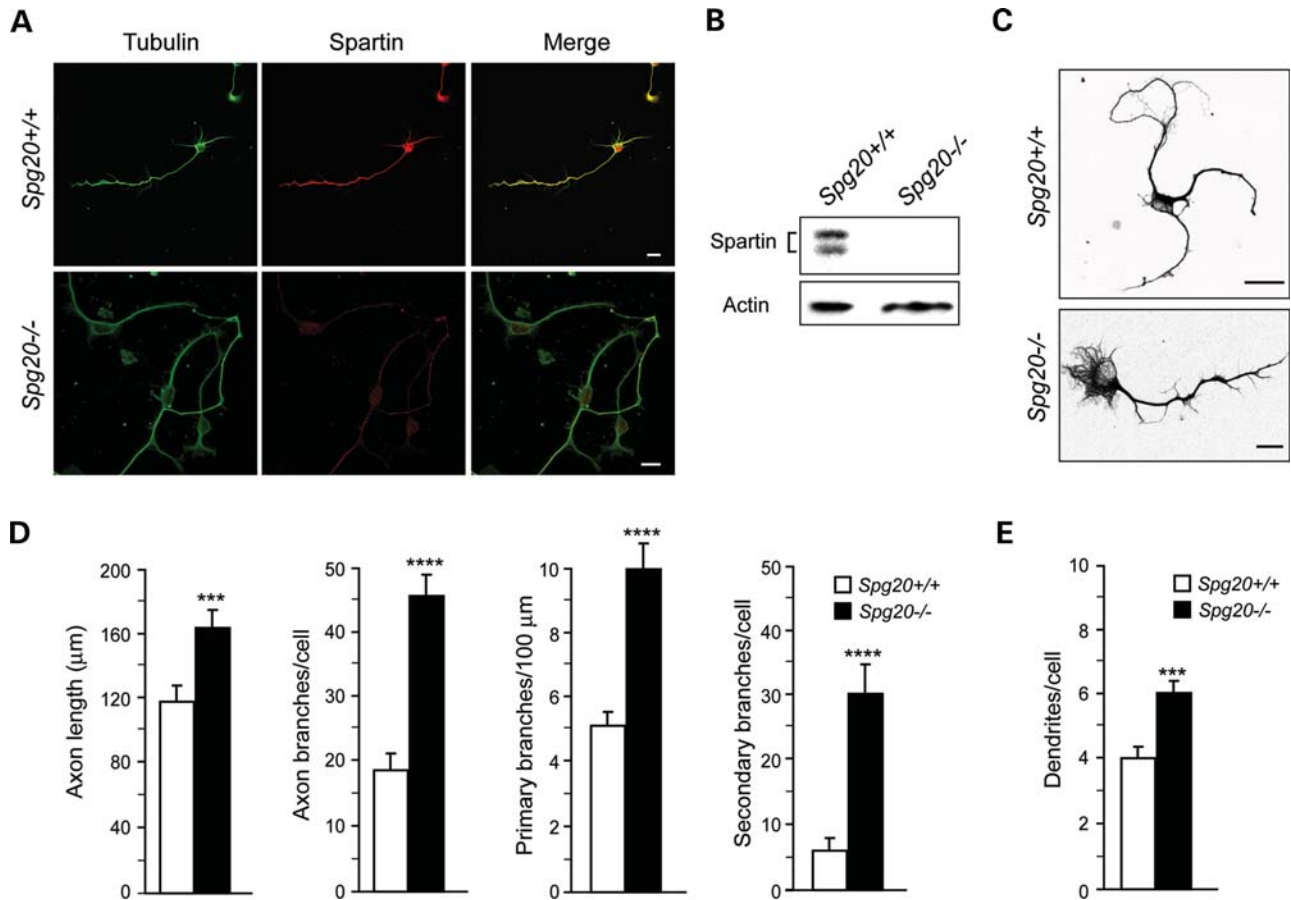 A
Tubulin Spartin Merge
Spg20+/+
Spg20-/-
B
Spg20+/+ Spg20-/-
Spartin
Actin
C
Spg20+/+
Spg20-/-
D
Axon length (μm)
200
160
120
80
40
0
***
Axon branches/cell
50
40
30
20
10
0
****
Primary branches/100 μm
10
8
6
4
2
0
****
Secondary branches/cell
50
40
30
20
10
0
****
Spg20+/+
Spg20-/-
E
Dendrites/cell
10
8
6
4
2
0
***
Spg20+/+
Spg20-/-